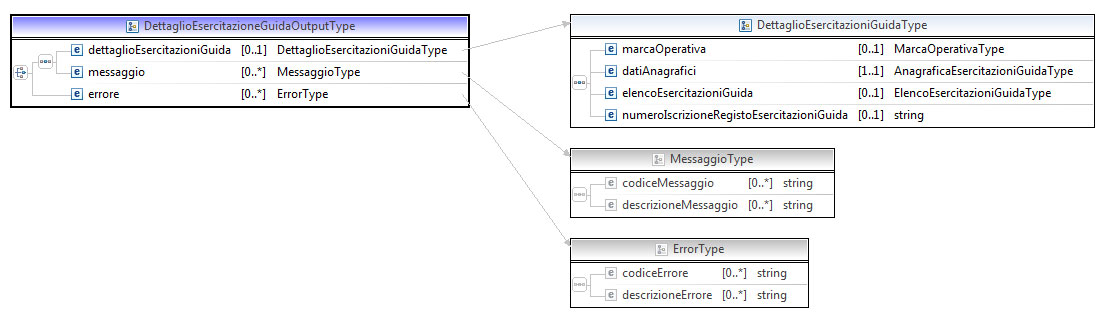 DettaglioEsercitazioneGuidaOutputType
e dettaglioEsercitazioniGuida [0..1] DettaglioEsercitazioniGuidaType
e messaggio [0..*] MessaggioType
e errore [0..*] ErrorType
DettaglioEsercitazioniGuidaType
e marcaOperativa [0..1] MarcaOperativaType
e datiAnagrafici [1..1] AnagraficaEsercitazioniGuidaType
e elencoEsercitazioniGuida [0..1] ElencoEsercitazioniGuidaType
e numeroIscrizioneRegistoEsercitazioniGuida [0..1] string
MessaggioType
e codiceMessaggio [0..*] string
e descrizioneMessaggio [0..*] string
ErrorType
e codiceErrore [0..*] string
e descrizioneErrore [0..*] string